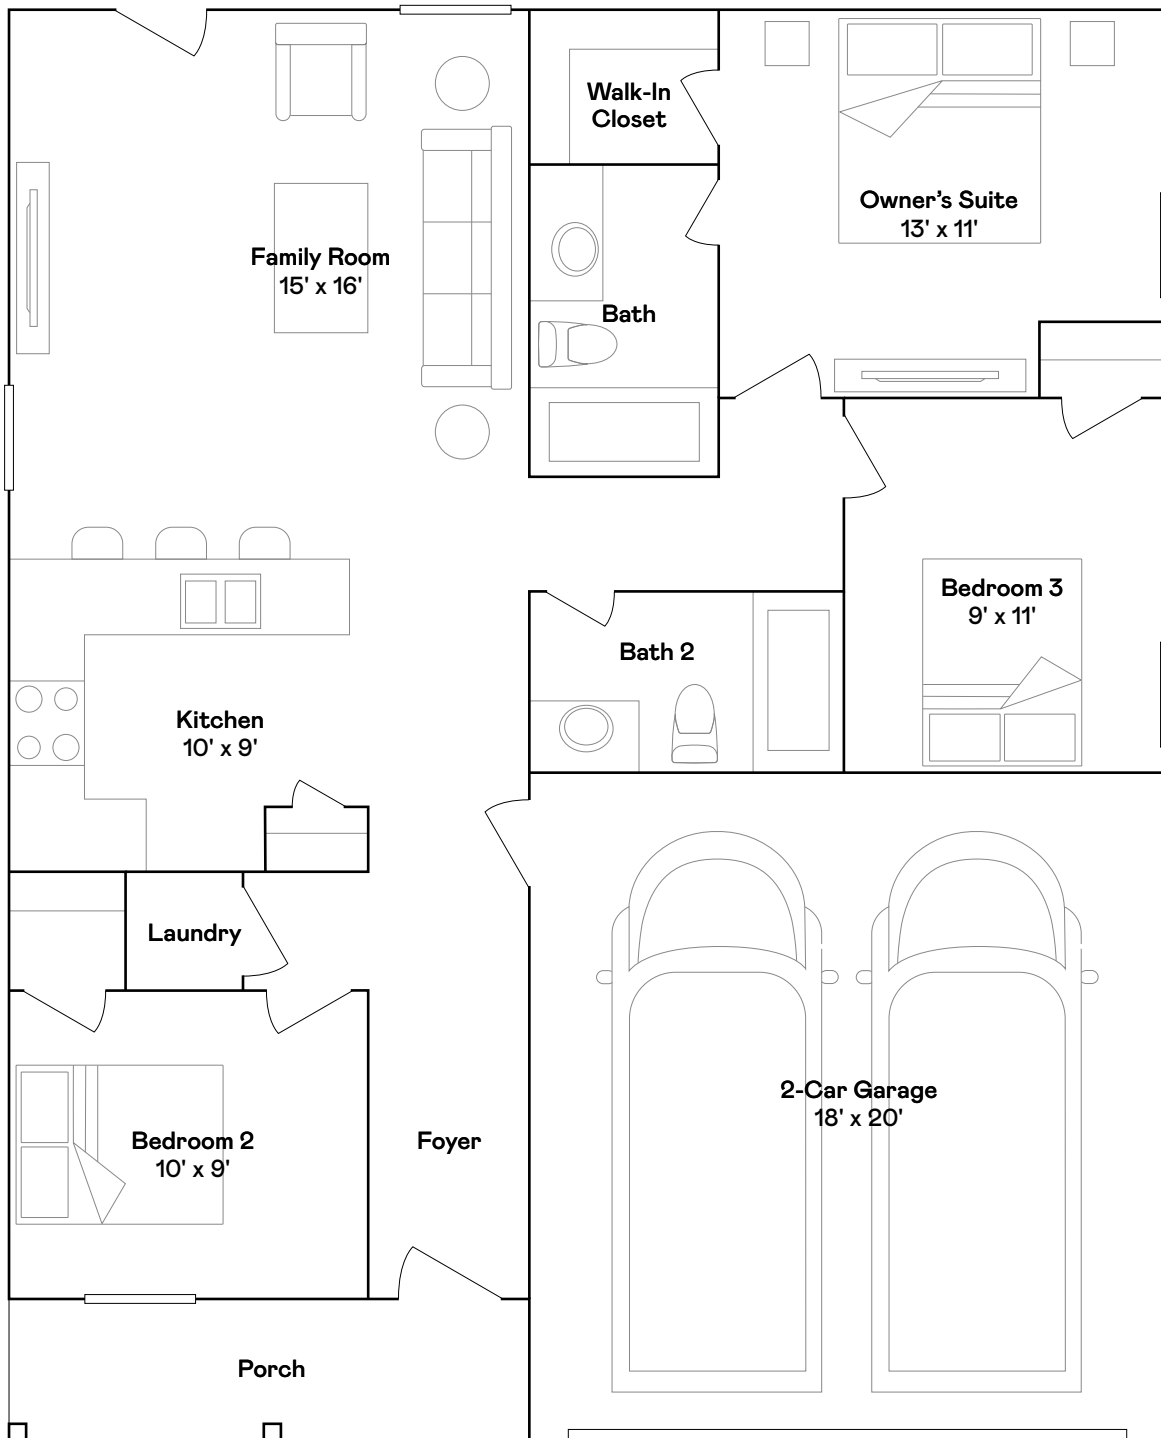 Walk-In
Closet
Owner’s Suite
13' x 11'
Family Room
15' x 16'
Bath
Bedroom 3
9' x 11'
Bath 2
Kitchen
10' x 9'
Laundry
2-Car Garage
18' x 20'
Bedroom 2
10' x 9'
Foyer
Porch